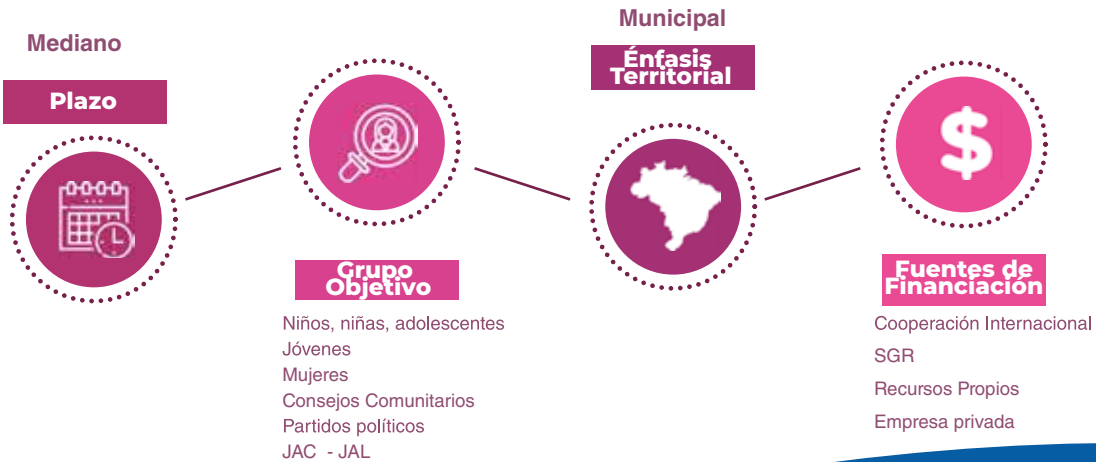 Mediano
Plazo
Grupo
Objetivo
Niños, niñas, adolescentes
Jóvenes
Mujeres
Consejos Comunitarios
Partidos políticos
JAC - JAL
Municipal
Énfasis
Territorial
$
Fuentes de
Financiación
Cooperación Internacional
SGR
Recursos Propios
Empresa privada